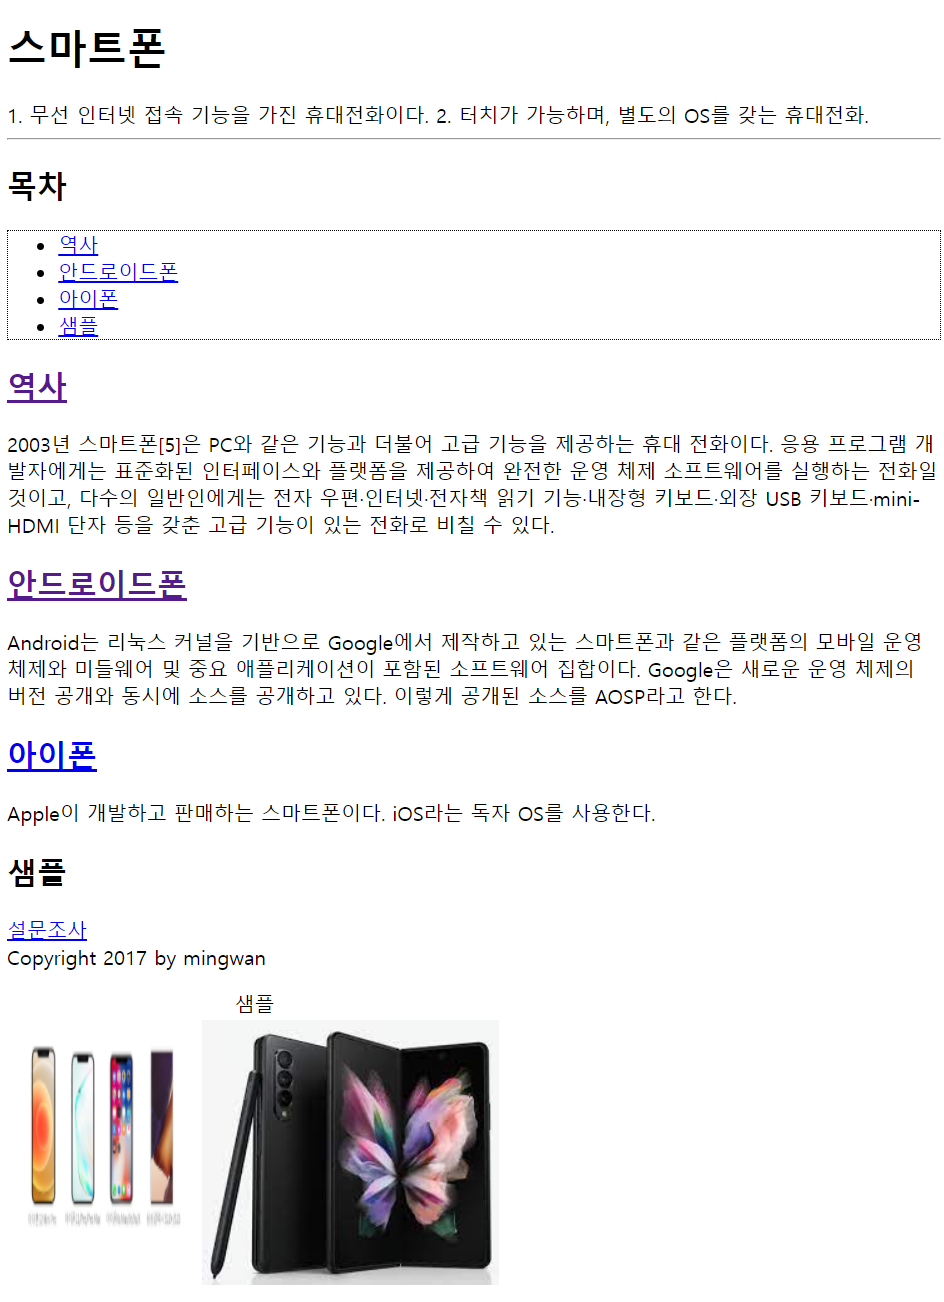 스마트폰
1. 무선 인터넷 접속 기능을 가진 휴대전화이다. 2. 터치가 가능하며, 별도의 OS를 갖는 휴대전화.
목차
• 역사
• 안드로이드폰
• 아이폰
• 샘플
역사
2003년 스마트폰[5]은 PC와 같은 기능과 더불어 고급 기능을 제공하는 휴대 전화이다. 응용 프로그램 개
발자에게는 표준화된 인터페이스와 플랫폼을 제공하여 완전한 운영 체제 소프트웨어를 실행하는 전화일
것이고, 다수의 일반인에게는 전자 우편·인터넷·전자책 읽기 기능·내장형 키보드·외장 USB 키보드·mini-
HDMI 단자 등을 갖춘 고급 기능이 있는 전화로 비칠 수 있다.
안드로이드폰
Android는 리눅스 커널을 기반으로 Google에서 제작하고 있는 스마트폰과 같은 플랫폼의 모바일 운영
체제와 미들웨어 및 중요 애플리케이션이 포함된 소프트웨어 집합이다. Google은 새로운 운영 체제의
버전 공개와 동시에 소스를 공개하고 있다. 이렇게 공개된 소스를 AOSP라고 한다.
아이폰
Apple이 개발하고 판매하는 스마트폰이다. iOS라는 독자 OS를 사용한다.
샘플
설문조사
Copyright 2017 by mingwan
샘플